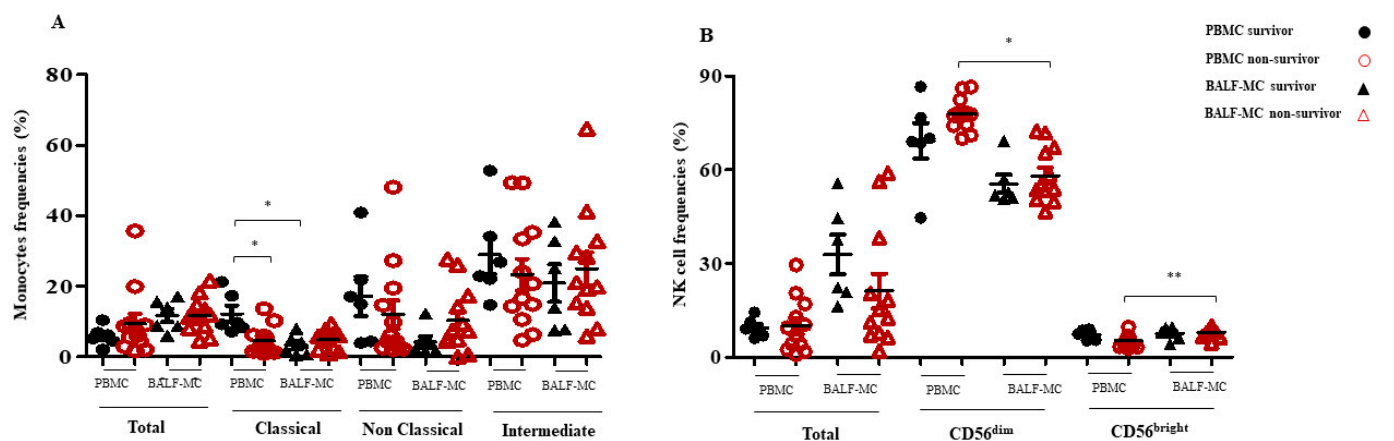 A
Monocytes frequencies (%)
80
60
40
20
0
*
*
PBMC
BALF-MC
PBMC
BALF-MC
PBMC
BALF-MC
PBMC
BALF-MC
Total
Classical
Non Classical
Intermediate
B
NK cell frequencies (%)
90
60
30
0
*
**
PBMC
BALF-MC
PBMC
BALF-MC
PBMC
BALF-MC
Total
CD56dim
CD56bright
PBMC survivor
PBMC non-survivor
BALF-MC survivor
BALF-MC non-survivor